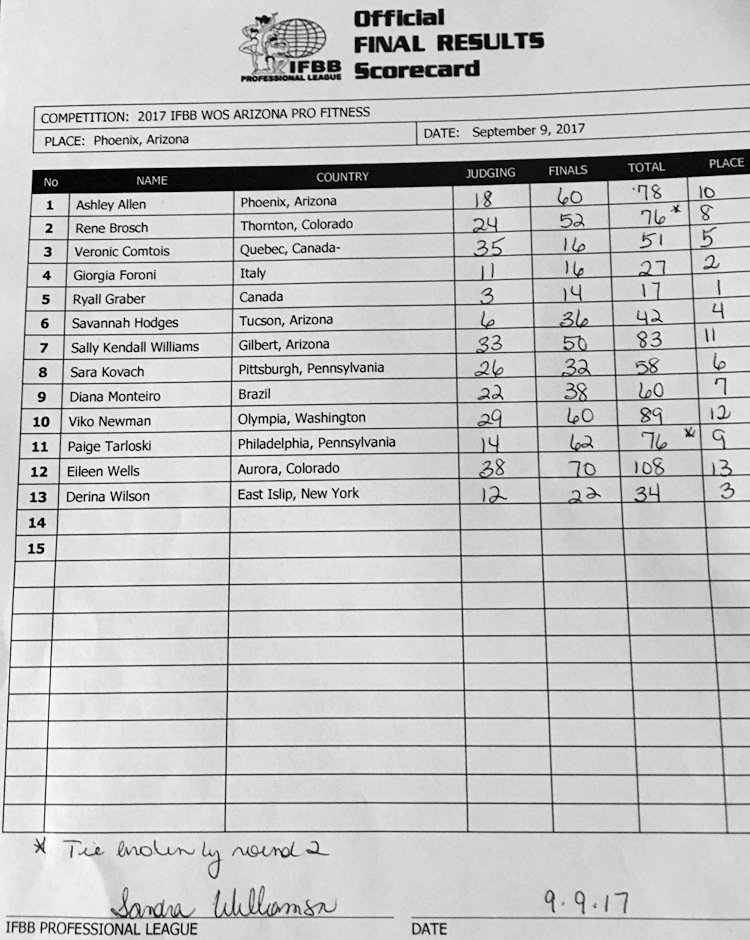 Official
FINAL RESULTS
Scorecard
IFBB
PROFESSIONAL LEAGUE
COMPETITION: 2017 IFBB WOS ARIZONA PRO FITNESS
PLACE: Phoenix, Arizona DATE: September 9, 2017
No NAME COUNTRY JUDGING FINALS TOTAL PLACE
1 Ashley Allen Phoenix, Arizona 18 60 78 10
2 Rene Brosch Thornton, Colorado 24 52 76 * 8
3 Veronic Comtois Quebec, Canada- 35 16 51 5
4 Giorgia Foroni Italy 11 16 27 2
5 Ryall Graber Canada 3 14 17 1
6 Savannah Hodges Tucson, Arizona 6 36 42 4
7 Sally Kendall Williams Gilbert, Arizona 33 50 83 11
8 Sara Kovach Pittsburgh, Pennsylvania 26 32 58 6
9 Diana Monteiro Brazil 22 38 60 7
10 Viko Newman Olympia, Washington 29 60 89 12
11 Paige Tarloski Philadelphia, Pennsylvania 14 62 76 * 9
12 Eileen Wells Aurora, Colorado 38 70 108 13
13 Derina Wilson East Islip, New York 12 22 34 3
14
15
* Tie broken by round 2
Sandra Williamson 9.9.17
IFBB PROFESSIONAL LEAGUE DATE